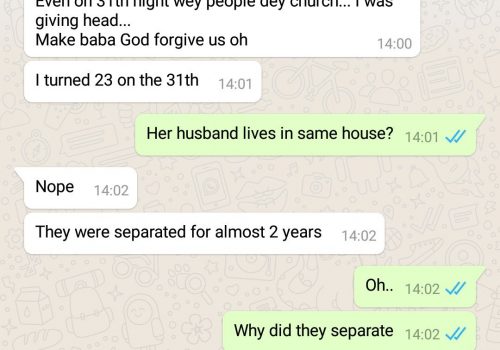 Even on 31th night wey people dey church... I was
giving head...
Make baba God forgive us oh
14:00
I turned 23 on the 31th 14:01
Her husband lives in same house? 14:01
Nope 14:02
They were separated for almost 2 years 14:02
Oh.. 14:02
Why did they separate 14:02